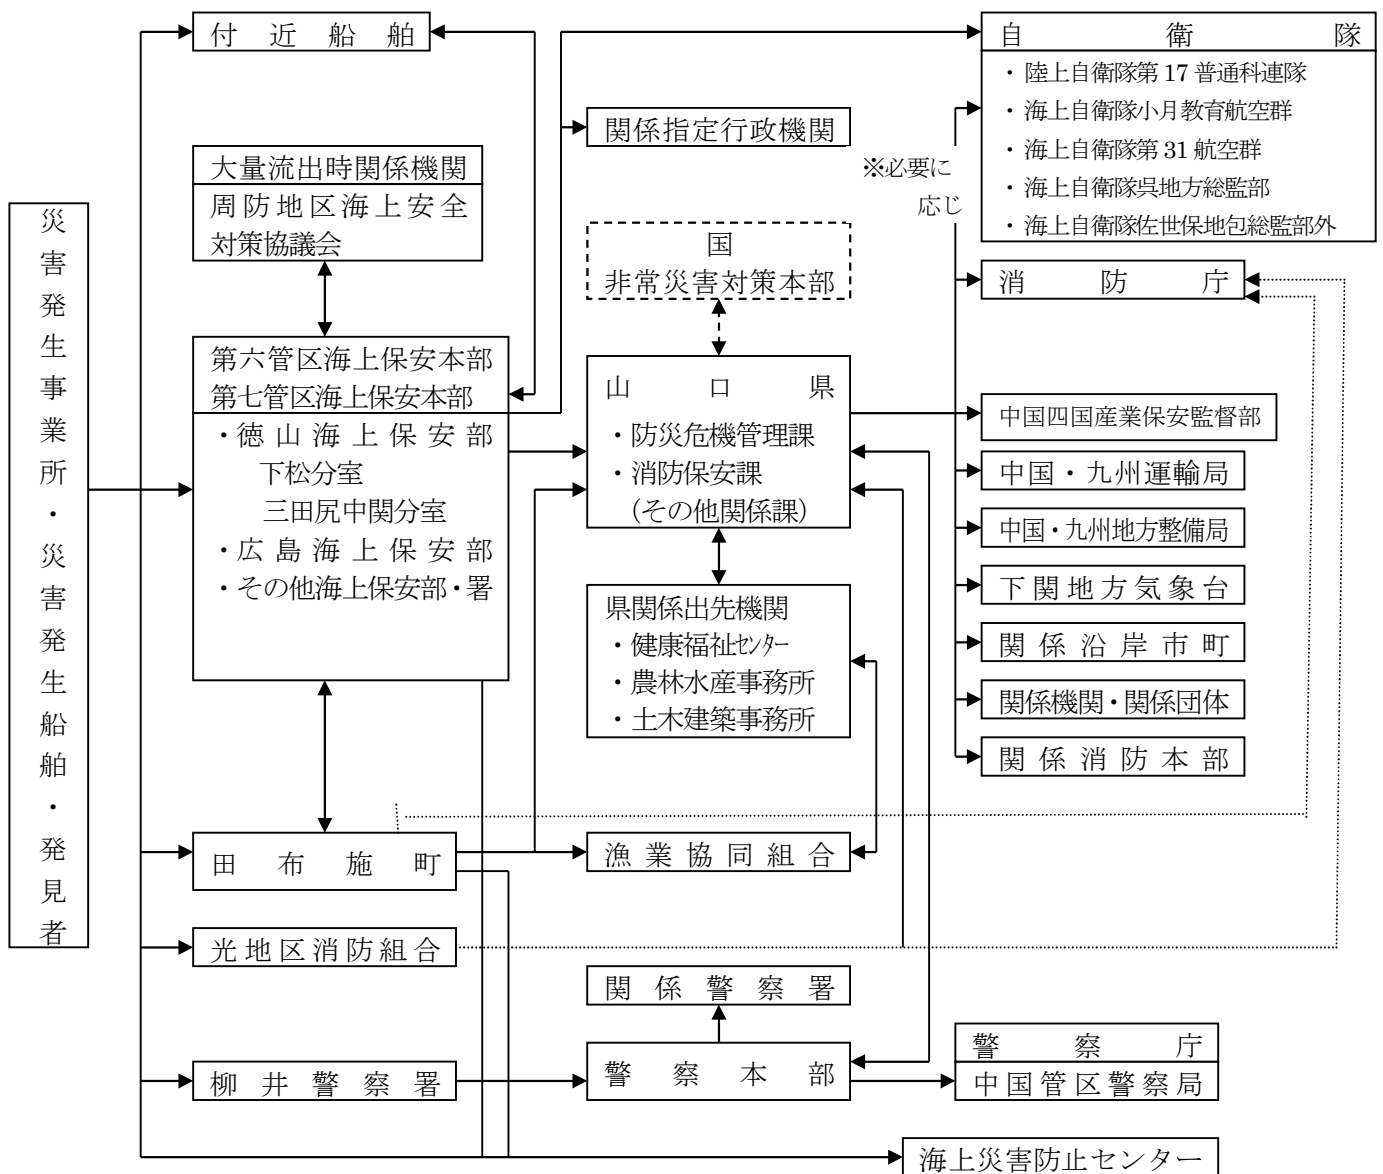 災害発生事業所・災害発生船舶・発見者
付近船舶
大量流出時関係機関
周防地区海上安全
対策協議会
第六管区海上保安本部
第七管区海上保安本部
・徳山海上保安部
下松分室
三田尻中関分室
・広島海上保安部
・その他海上保安部・署
田布施町
光地区消防組合
柳井警察署
関係指定行政機関
国
非常災害対策本部
山口県
・防災危機管理課
・消防保安課
(その他関係課)
県関係出先機関
・健康福祉センター
・農林水産事務所
・土木建築事務所
漁業協同組合
関係警察署
警察本部
※必要に
応じ
自衛隊
・陸上自衛隊第17普通科連隊
・海上自衛隊小月教育航空群
・海上自衛隊第31航空群
・海上自衛隊呉地方総監部
・海上自衛隊佐世保地包総監部外
消防庁
中国四国産業保安監督部
中国・九州運輸局
中国・九州地方整備局
下関地方気象台
関係沿岸市町
関係機関・関係団体
関係消防本部
警察庁
中国管区警察局
海上災害防止センター